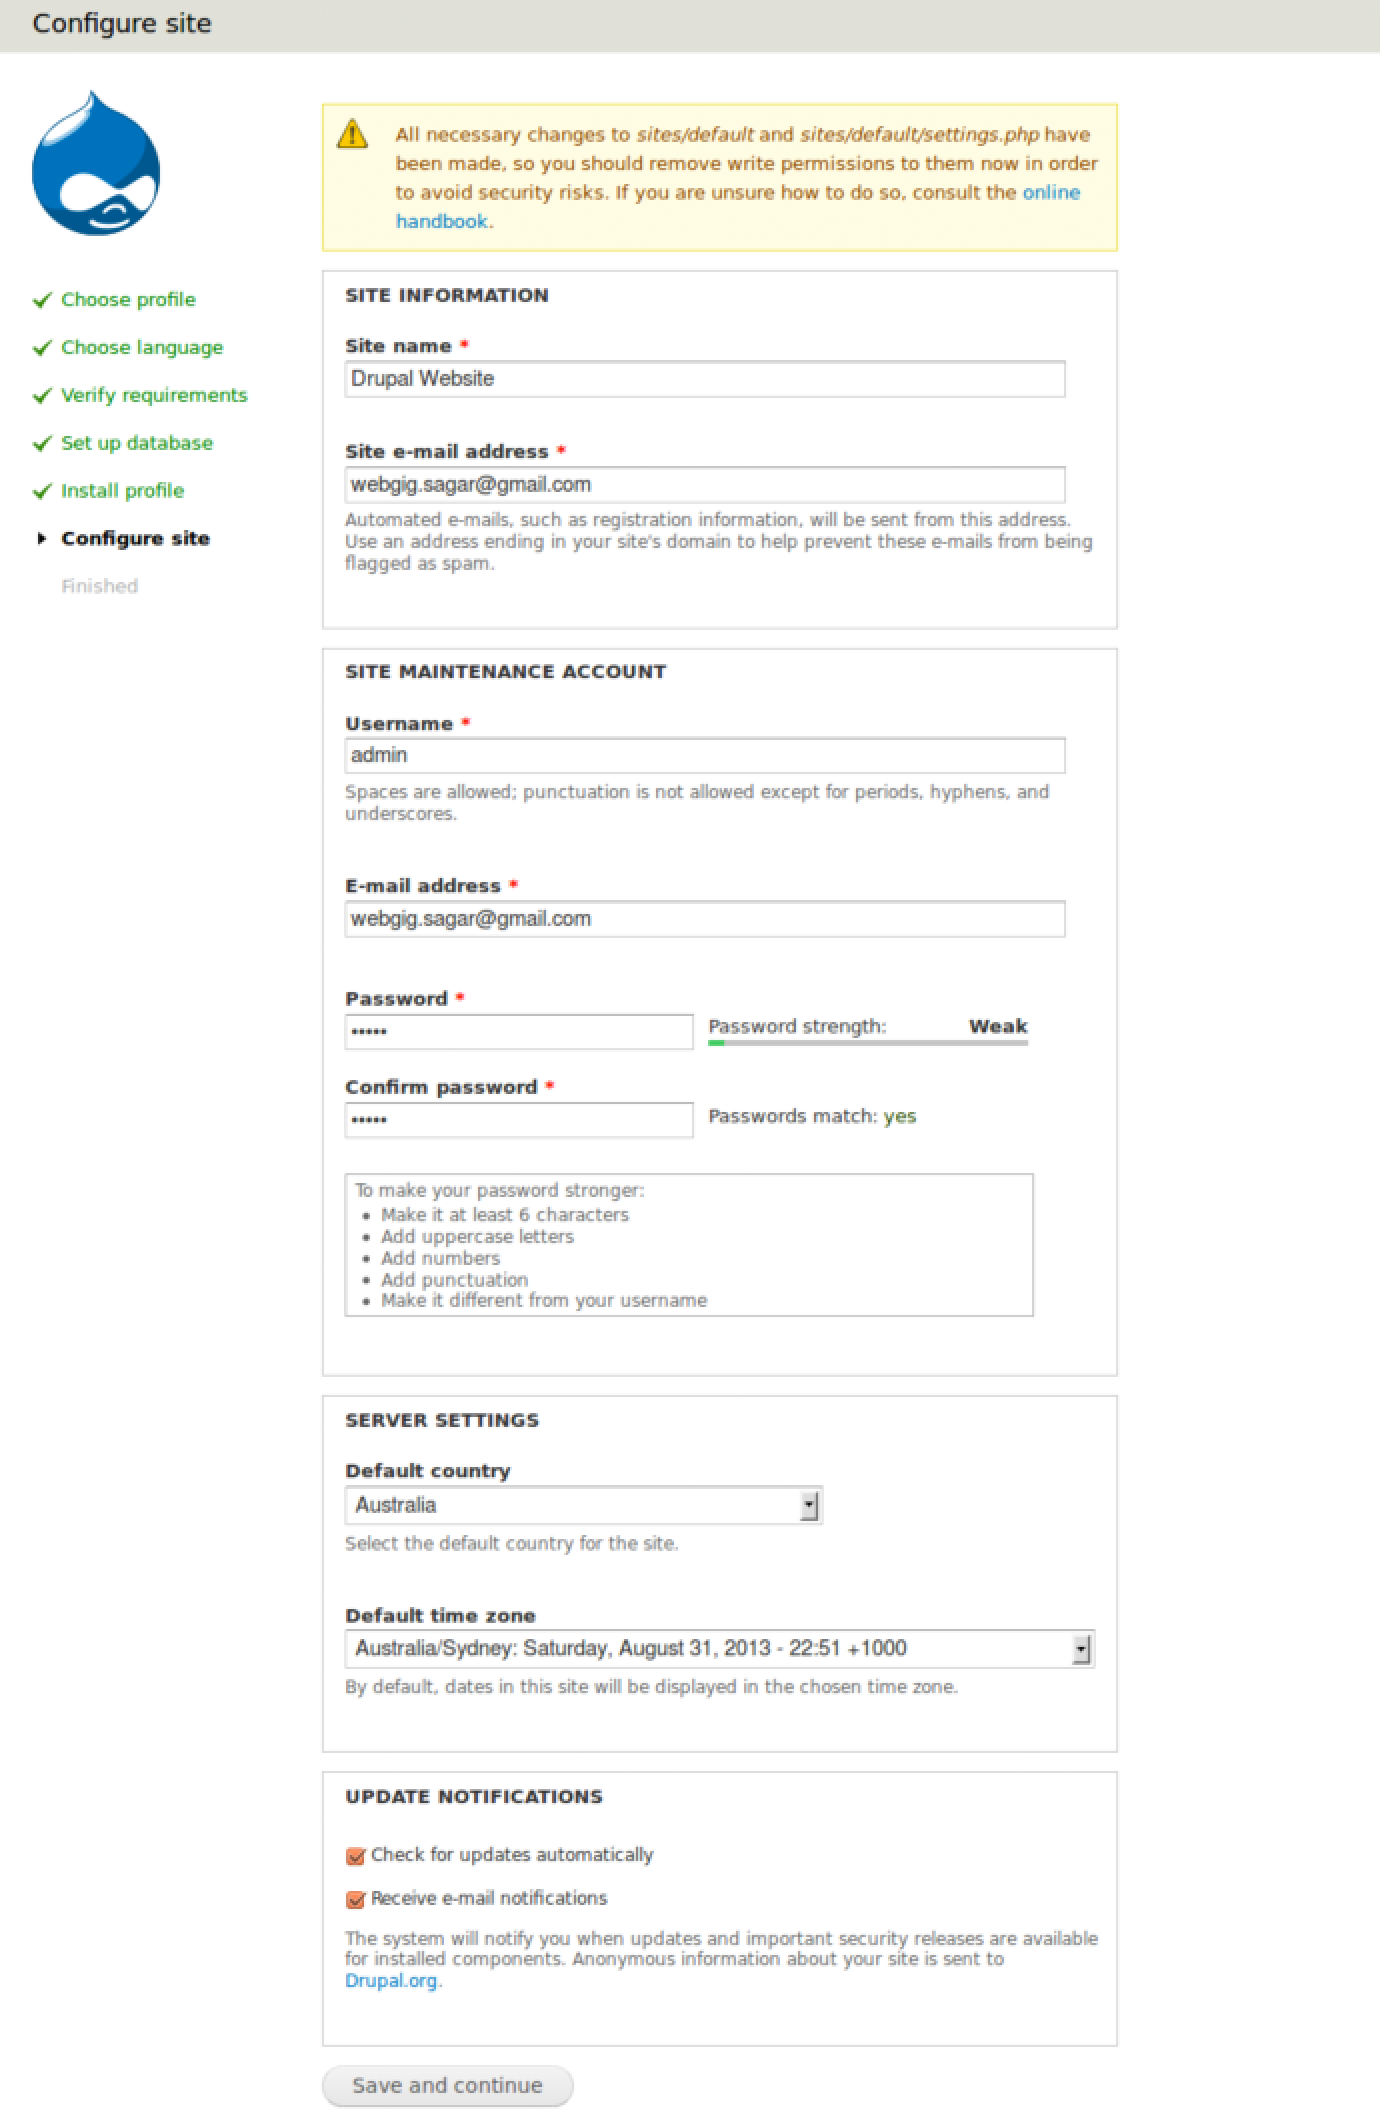 Configure site
All necessary changes to sites/default and sites/default/settings.php have
been made, so you should remove write permissions to them now in order
to avoid security risks. If you are unsure how to do so, consult the online
handbook.
Choose profile
Choose language
Verify requirements
Set up database
Install profile
Configure site
Finished
SITE INFORMATION
Site name *
Drupal Website
Site e-mail address *
webgig.sagar@gmail.com
Automated e-mails, such as registration information, will be sent from this address.
Use an address ending in your site's domain to help prevent these e-mails from being
flagged as spam.
SITE MAINTENANCE ACCOUNT
Username *
admin
Spaces are allowed; punctuation is not allowed except for periods, hyphens, and
underscores.
E-mail address *
webgig.sagar@gmail.com
Password *
•••••
Password strength: Weak
Confirm password *
•••••
Passwords match: yes
To make your password stronger:
• Make it at least 6 characters
• Add uppercase letters
• Add numbers
• Add punctuation
• Make it different from your username
SERVER SETTINGS
Default country
Australia
Select the default country for the site.
Default time zone
Australia/Sydney: Saturday, August 31, 2013 - 22:51 +1000
By default, dates in this site will be displayed in the chosen time zone.
UPDATE NOTIFICATIONS
Check for updates automatically
Receive e-mail notifications
The system will notify you when updates and important security releases are available
for installed components. Anonymous information about your site is sent to
Drupal.org.
Save and continue